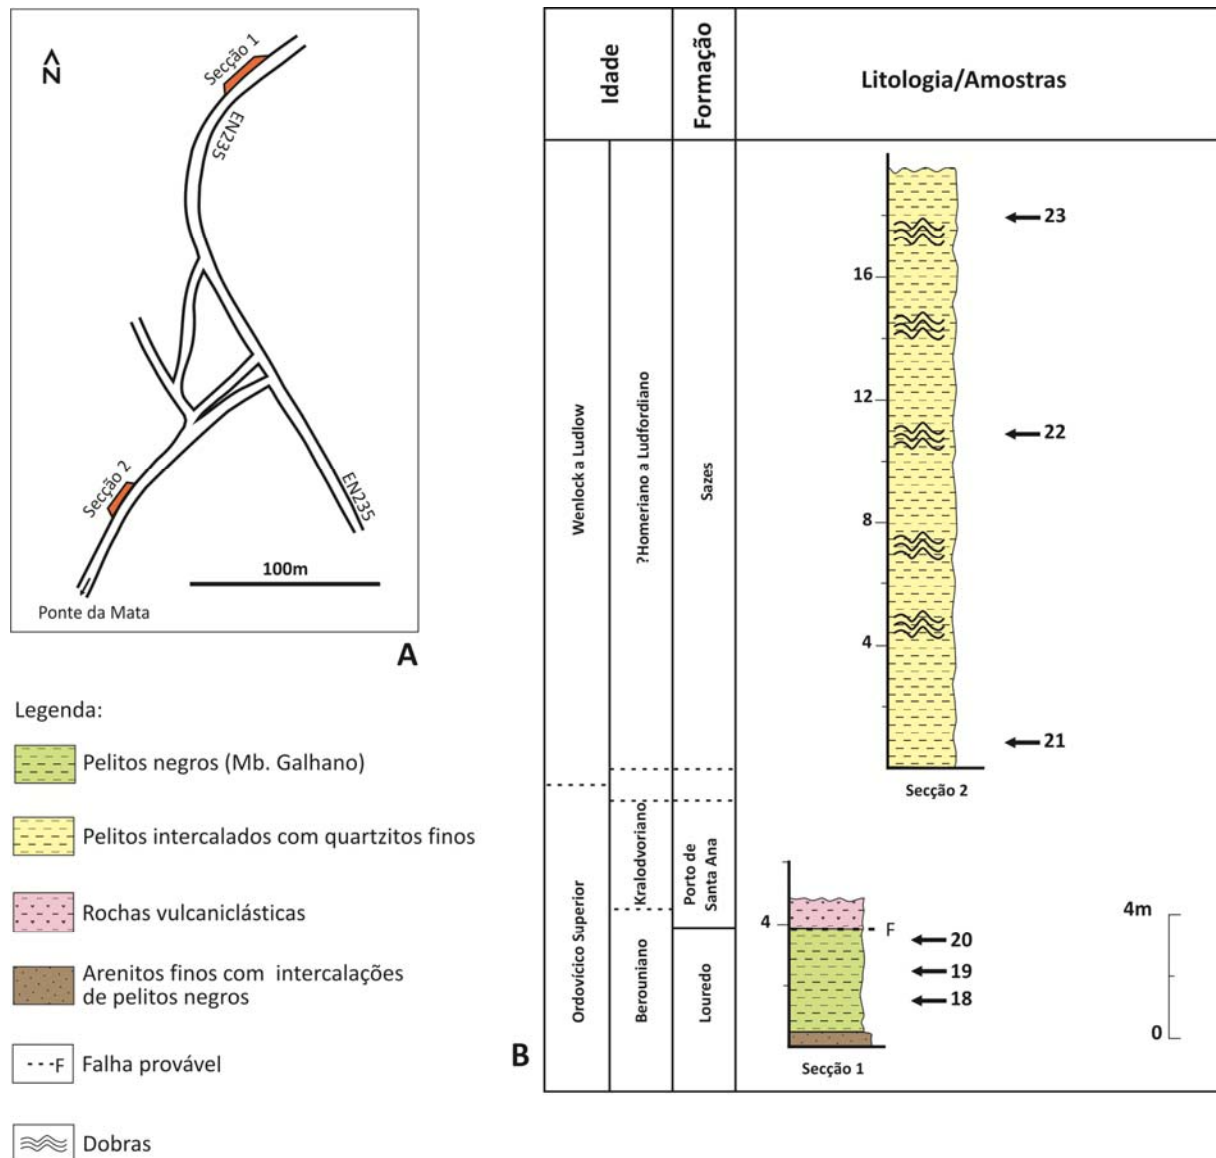 N
Secção 1
EN235
Secção 2
EN235
100m
Ponte da Mata
A
Legenda:
Pelitos negros (Mb. Galhano)
Pelitos intercalados com quartzitos finos
Rochas vulcaniclásticas
Arenitos finos com intercalações
de pelitos negros
---F Falha provável
Dobras
Idade
Formação
Litologia/Amostras
Wenlock a Ludlow
?Homeriano a Ludfordiano
Sazes
23
16
12
22
8
4
21
Secção 2
Ordovícico Superior
Kralodvoriano
Porto de
Santa Ana
Berouniano
Louredo
4
F
20
19
18
Secção 1
4m
0
B